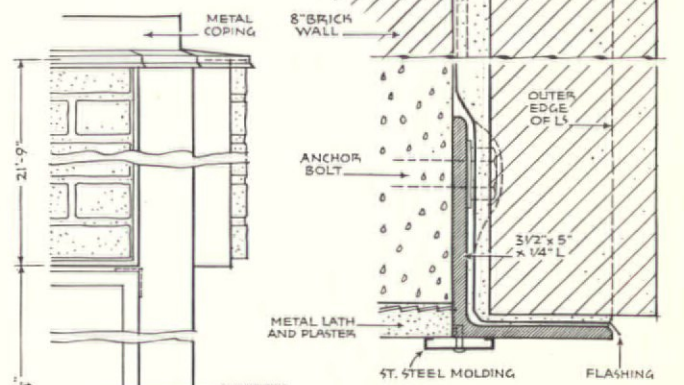 METAL
COPING
21'-9"
8" BRICK
WALL
OUTER
EDGE
OF LS
ANCHOR
BOLT
3 1/2" x 5"
x 1/4" L
METAL LATH
AND PLASTER
ST. STEEL MOLDING
FLASHING